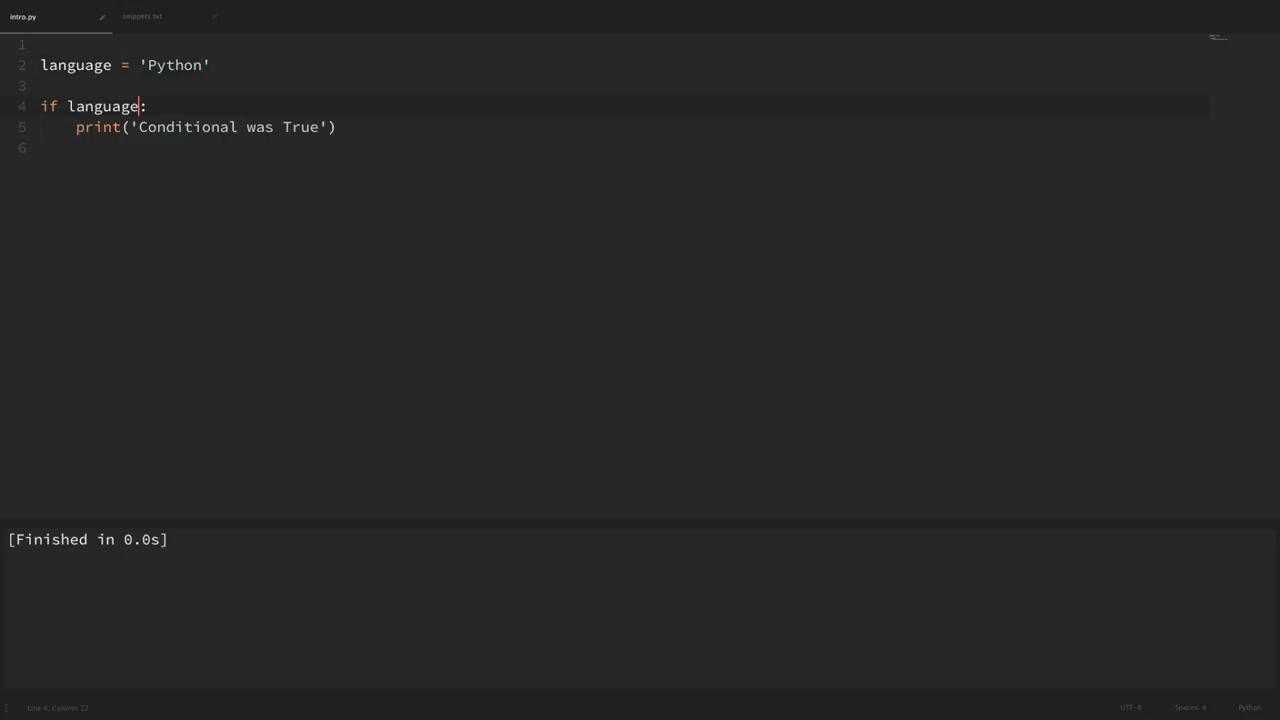 intro.py
snippets.txt
1
2 language = 'Python'
3
4 if language:
5     print('Conditional was True')
6
[Finished in 0.0s]
Line 4, Column 12
UTF-8
Spaces: 4
Python